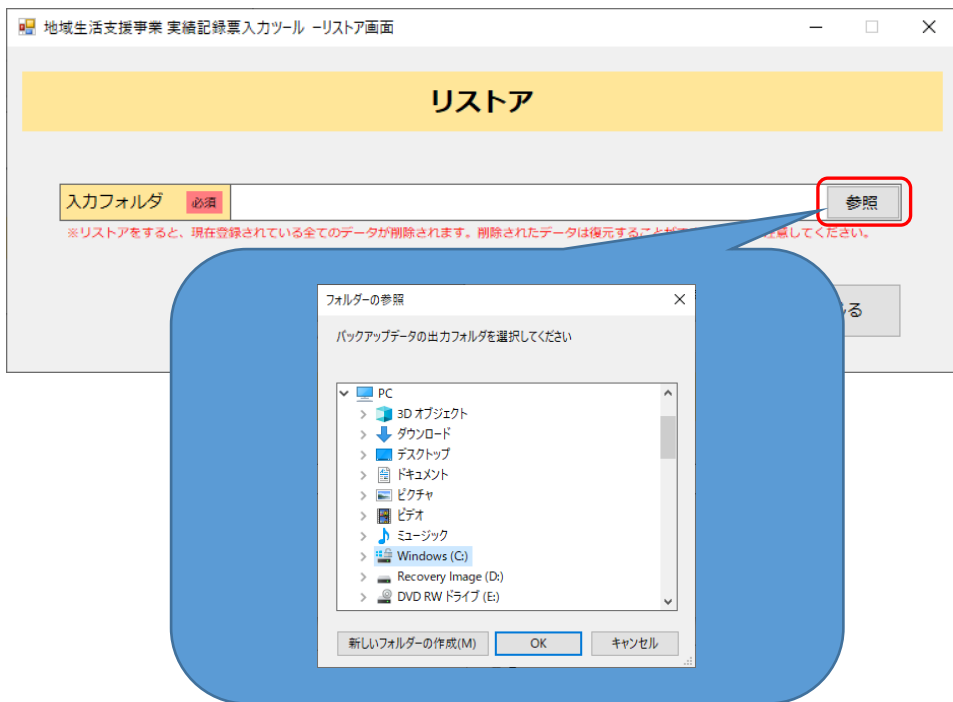 地域生活支援事業 実績記録票入力ツール −リストア画面
リストア
入力フォルダ 必須
参照
※リストアをすると、現在登録されている全てのデータが削除されます。削除されたデータは復元することが 意してください。
る
フォルダーの参照
バックアップデータの出力フォルダを選択してください
PC
3D オブジェクト
ダウンロード
デスクトップ
ドキュメント
ピクチャ
ビデオ
ミュージック
Windows (C:)
Recovery Image (D:)
DVD RW ドライブ (E:)
新しいフォルダーの作成(M) OK キャンセル